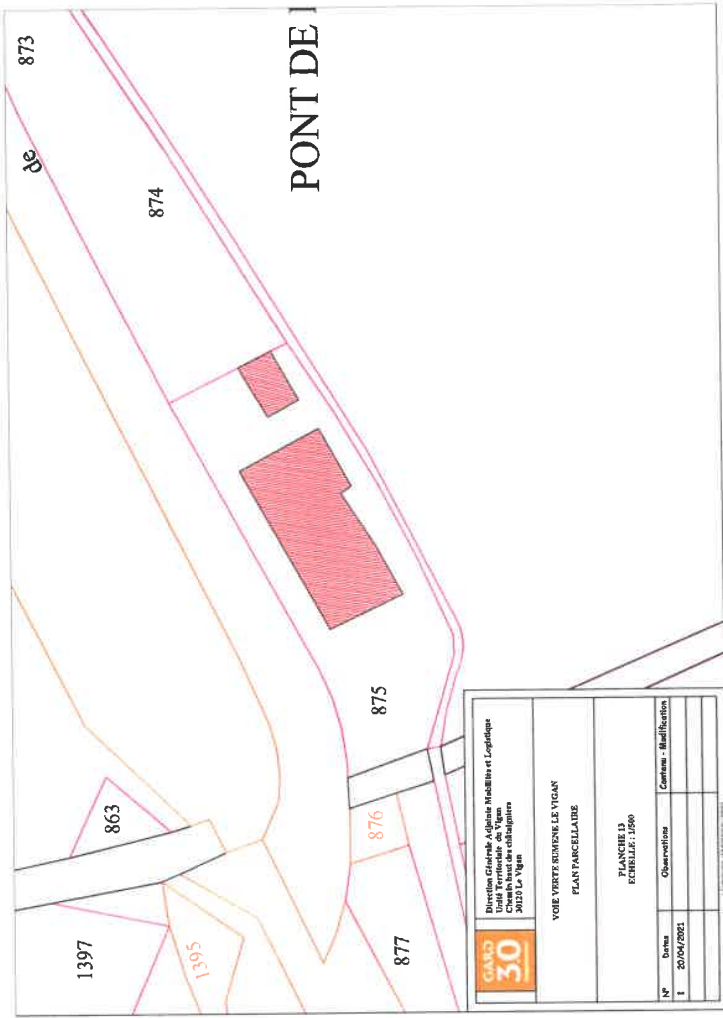 873
de
874
PONT DE
863
875
876
877
1397
1395
GARD
30
Direction Générale Adjointe Mobilités et Logistique
Unité Territoriale du Vigan
Chemin haut des châtaigniers
30120 Le Vigan
VOIE VERTE SUMENE LE VIGAN
PLAN PARCELLAIRE
PLANCHE 13
ECHELLE : 1/500
N° Dates Observations Contenu - Modification
1 20/04/2021